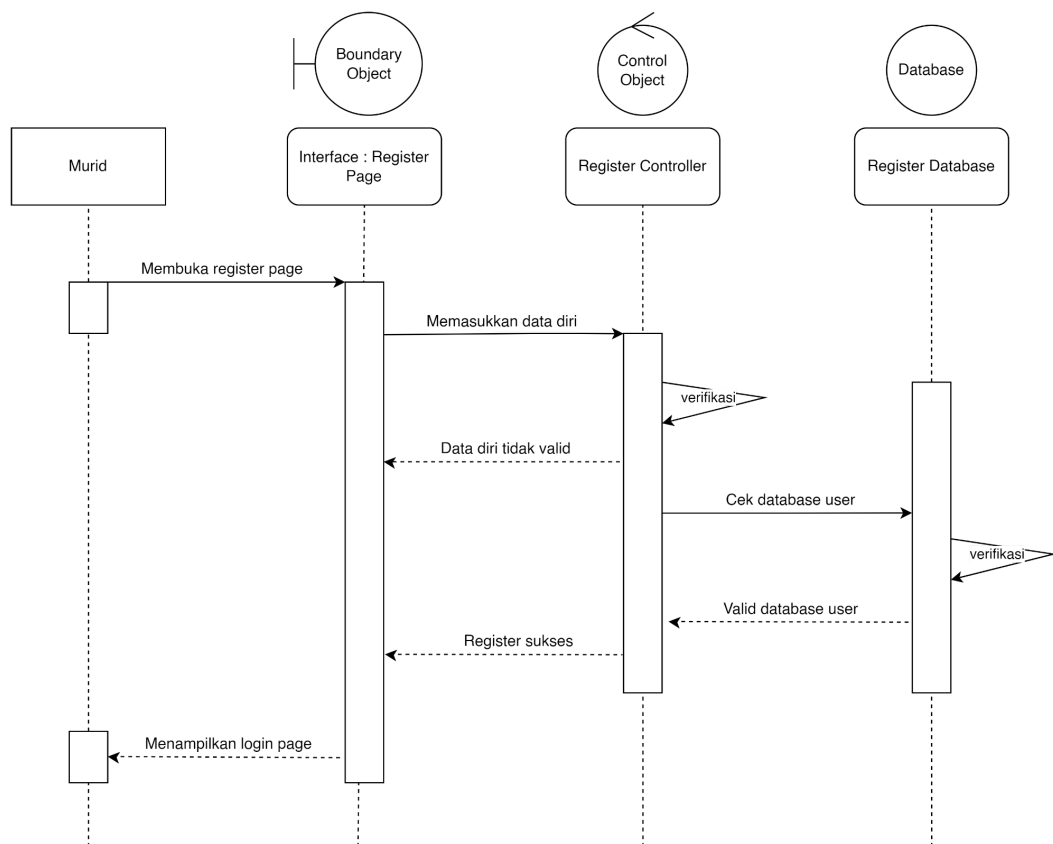 Boundary
Object
Control
Object
Database
Murid
Interface : Register
Page
Register Controller
Register Database
Membuka register page
Memasukkan data diri
verifikasi
Data diri tidak valid
Cek database user
verifikasi
Valid database user
Register sukses
Menampilkan login page